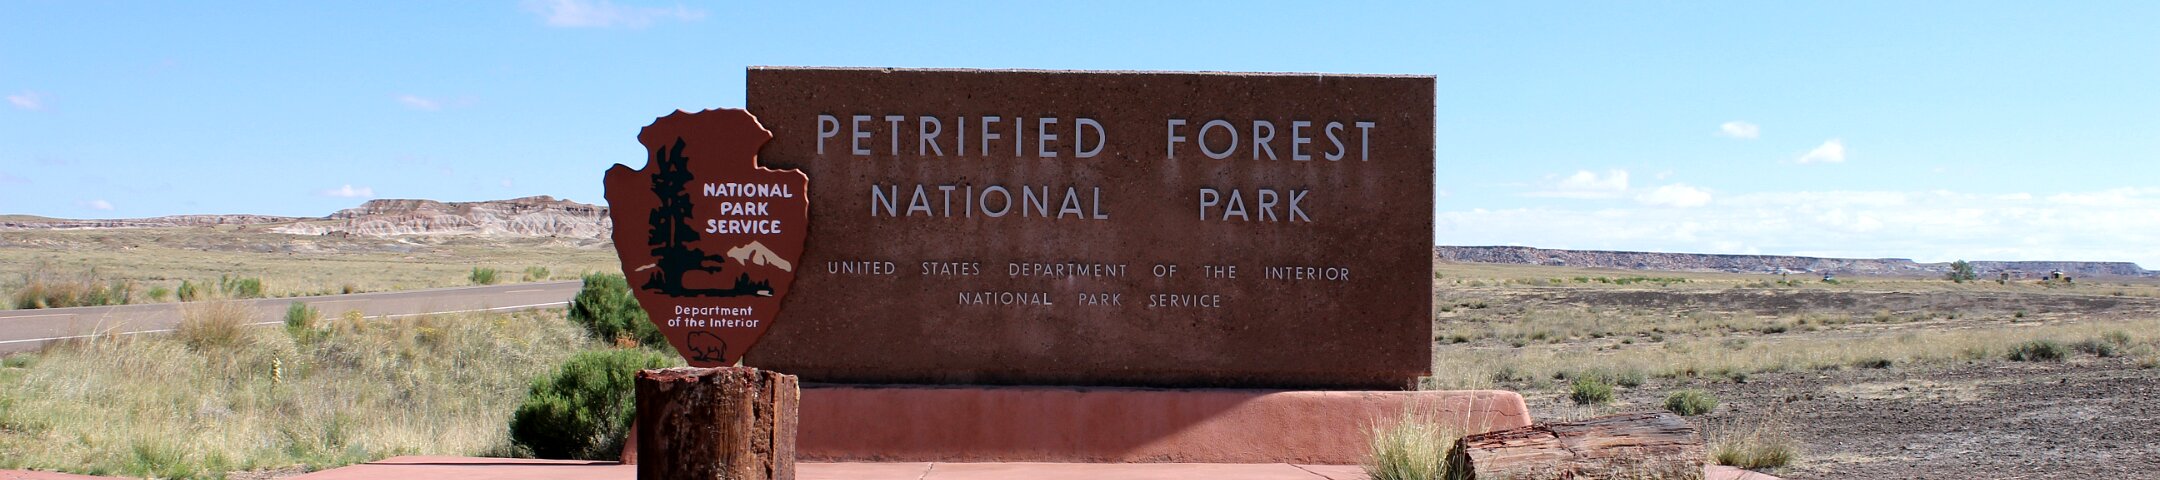 NATIONAL
PARK
SERVICE
Department
of the Interior
PETRIFIED FOREST
NATIONAL PARK
UNITED STATES DEPARTMENT OF THE INTERIOR
NATIONAL PARK SERVICE